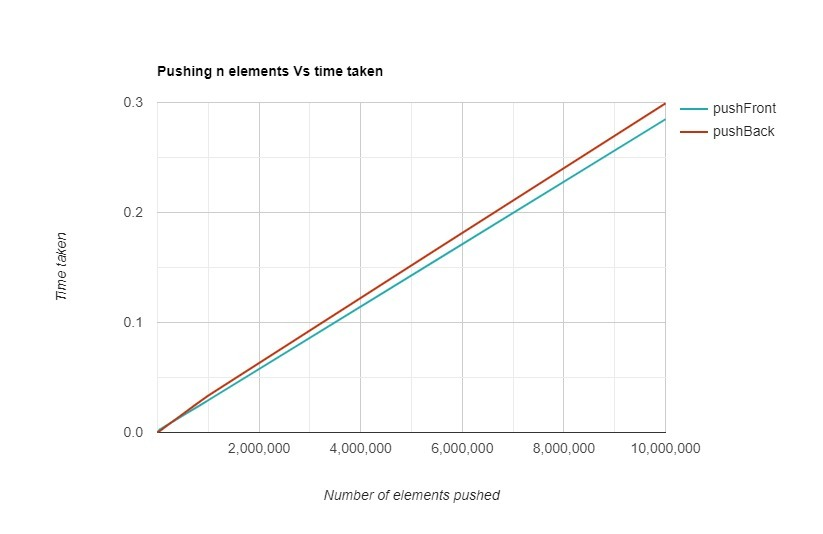 Pushing n elements Vs time taken
0.3
pushFront
pushBack
0.2
Time taken
0.1
0.0
2,000,000 4,000,000 6,000,000 8,000,000 10,000,000
Number of elements pushed